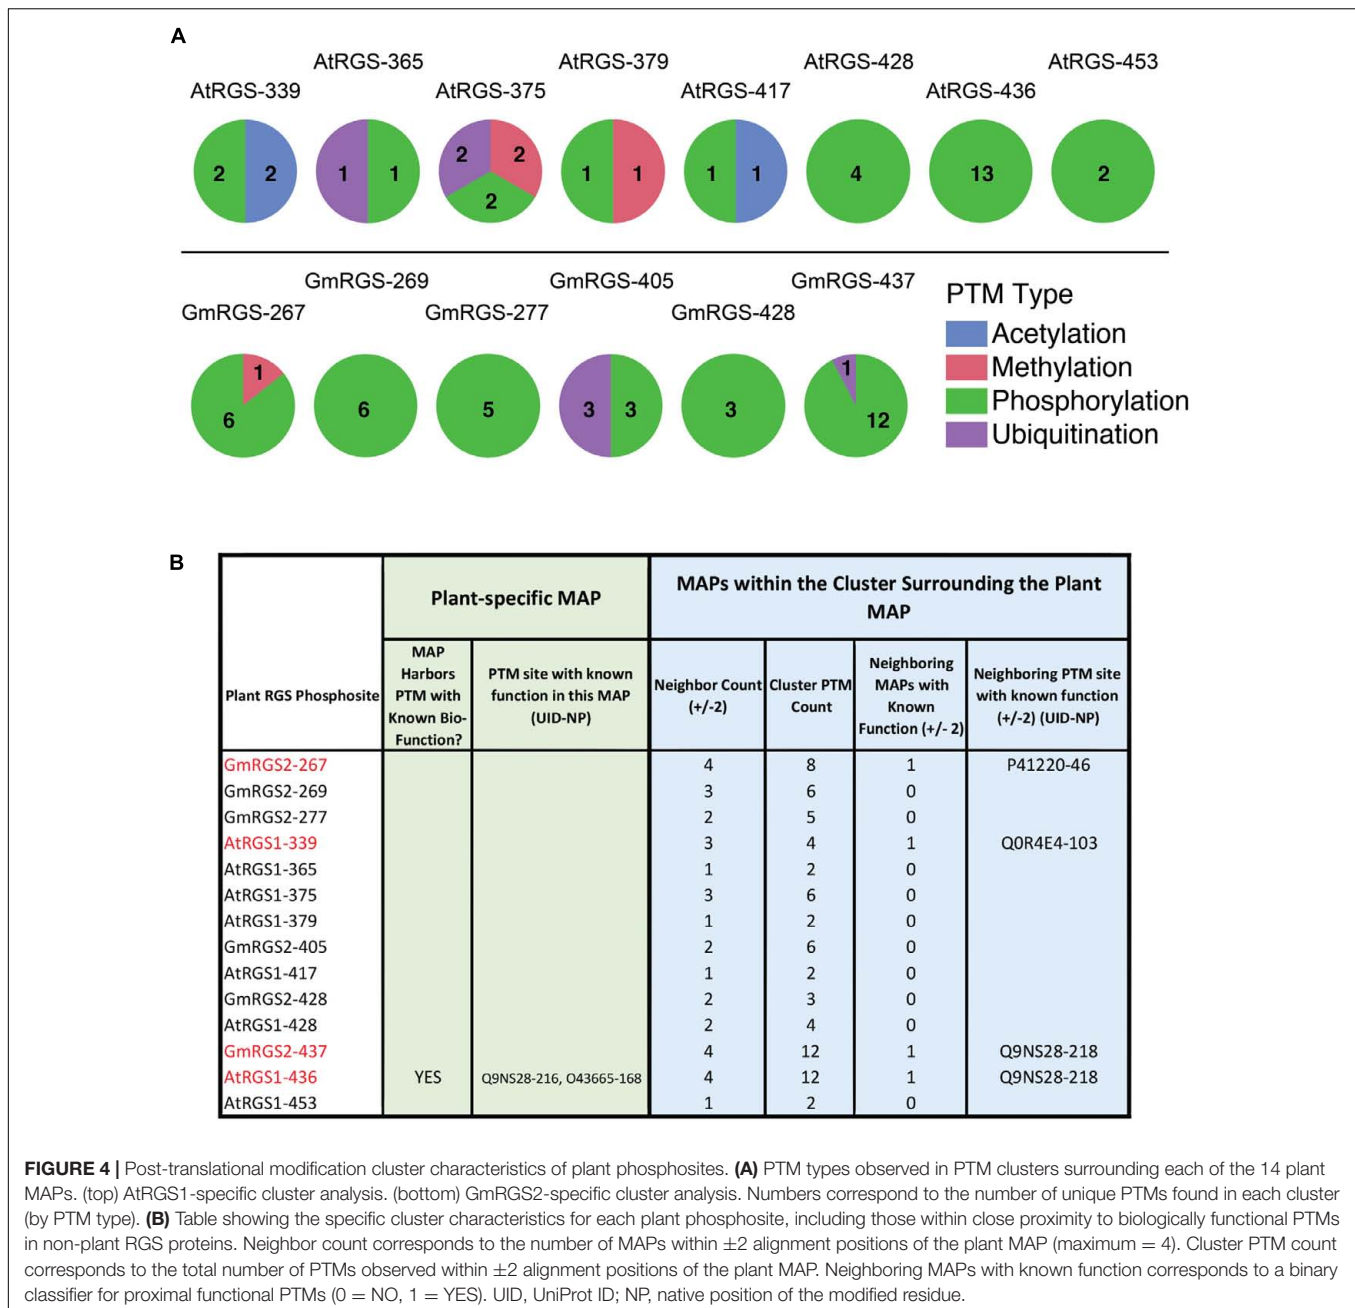 A
AtRGS-365 AtRGS-379 AtRGS-428 AtRGS-453
AtRGS-339 AtRGS-375 AtRGS-417 AtRGS-436
2 2 1 1 2 2 2 1 1 1 1 4 13 2
GmRGS-269 GmRGS-405 GmRGS-437
GmRGS-267 GmRGS-277 GmRGS-428
1 6 6 5 3 3 3 1 12
PTM Type
Acetylation
Methylation
Phosphorylation
Ubiquitination
B
Plant RGS Phosphosite
Plant-specific MAP
MAPs within the Cluster Surrounding the Plant
MAP
MAP
Harbors
PTM with
Known Bio-
Function?
PTM site with known
function in this MAP
(UID-NP)
Neighbor Count
(+/-2)
Cluster PTM
Count
Neighboring
MAPs with
Known
Function (+/- 2)
Neighboring PTM site
with known function
(+/-2) (UID-NP)
GmRGS2-267 4 8 1 P41220-46
GmRGS2-269 3 6 0
GmRGS2-277 2 5 0
AtRGS1-339 3 4 1 Q0R4E4-103
AtRGS1-365 1 2 0
AtRGS1-375 3 6 0
AtRGS1-379 1 2 0
GmRGS2-405 2 6 0
AtRGS1-417 1 2 0
GmRGS2-428 2 3 0
AtRGS1-428 2 4 0
GmRGS2-437 4 12 1 Q9NS28-218
AtRGS1-436 YES Q9NS28-216, O43665-168 4 12 1 Q9NS28-218
AtRGS1-453 1 2 0
FIGURE 4 | Post-translational modification cluster characteristics of plant phosphosites. (A) PTM types observed in PTM clusters surrounding each of the 14 plant
MAPs. (top) AtRGS1-specific cluster analysis. (bottom) GmRGS2-specific cluster analysis. Numbers correspond to the number of unique PTMs found in each cluster
(by PTM type). (B) Table showing the specific cluster characteristics for each plant phosphosite, including those within close proximity to biologically functional PTMs
in non-plant RGS proteins. Neighbor count corresponds to the number of MAPs within ±2 alignment positions of the plant MAP (maximum = 4). Cluster PTM count
corresponds to the total number of PTMs observed within ±2 alignment positions of the plant MAP. Neighboring MAPs with known function corresponds to a binary
classifier for proximal functional PTMs (0 = NO, 1 = YES). UID, UniProt ID; NP, native position of the modified residue.